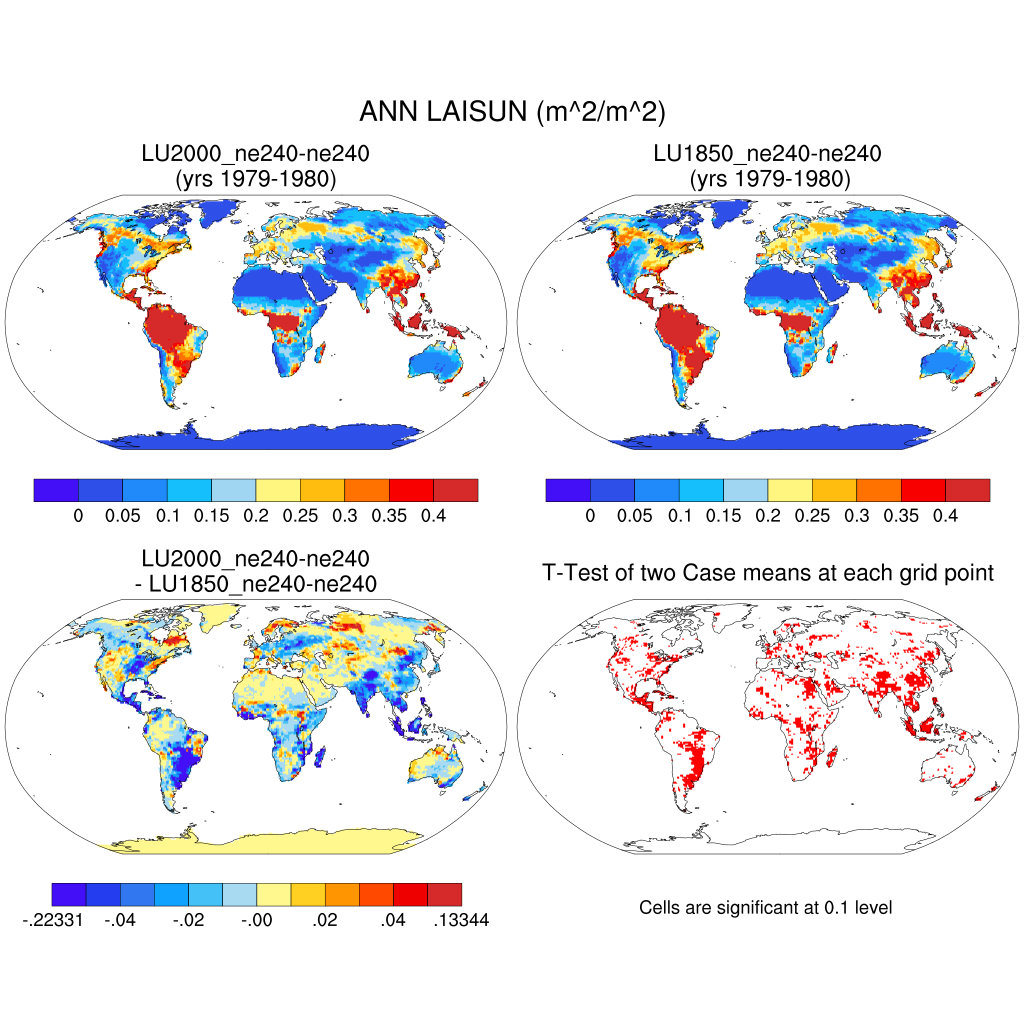 ANN LAISUN (m^2/m^2)
LU2000_ne240-ne240
(yrs 1979-1980)
LU1850_ne240-ne240
(yrs 1979-1980)
0 0.05 0.1 0.15 0.2 0.25 0.3 0.35 0.4
0 0.05 0.1 0.15 0.2 0.25 0.3 0.35 0.4
LU2000_ne240-ne240
- LU1850_ne240-ne240
T-Test of two Case means at each grid point
-.22331 -.04 -.02 -.00 .02 .04 .13344
Cells are significant at 0.1 level